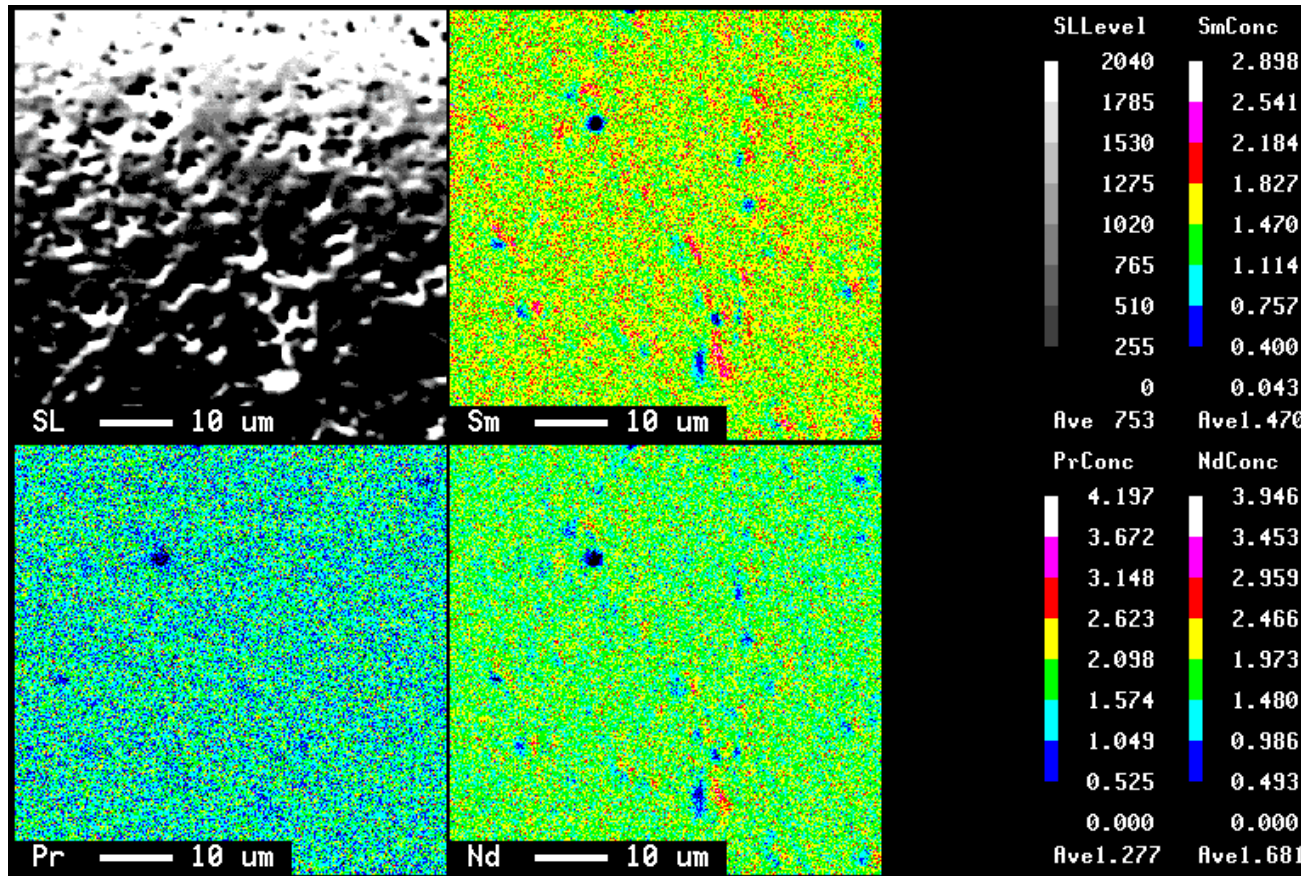 SL 10 um
Sm 10 um
Pr 10 um
Nd 10 um
SLLevel SmConc
2040 2.898
1785 2.541
1530 2.184
1275 1.827
1020 1.470
765 1.114
510 0.757
255 0.400
0 0.043
Ave 753 Ave1.470
PrConc NdConc
4.197 3.946
3.672 3.453
3.148 2.959
2.623 2.466
2.098 1.973
1.574 1.480
1.049 0.986
0.525 0.493
0.000 0.000
Ave1.277 Ave1.681